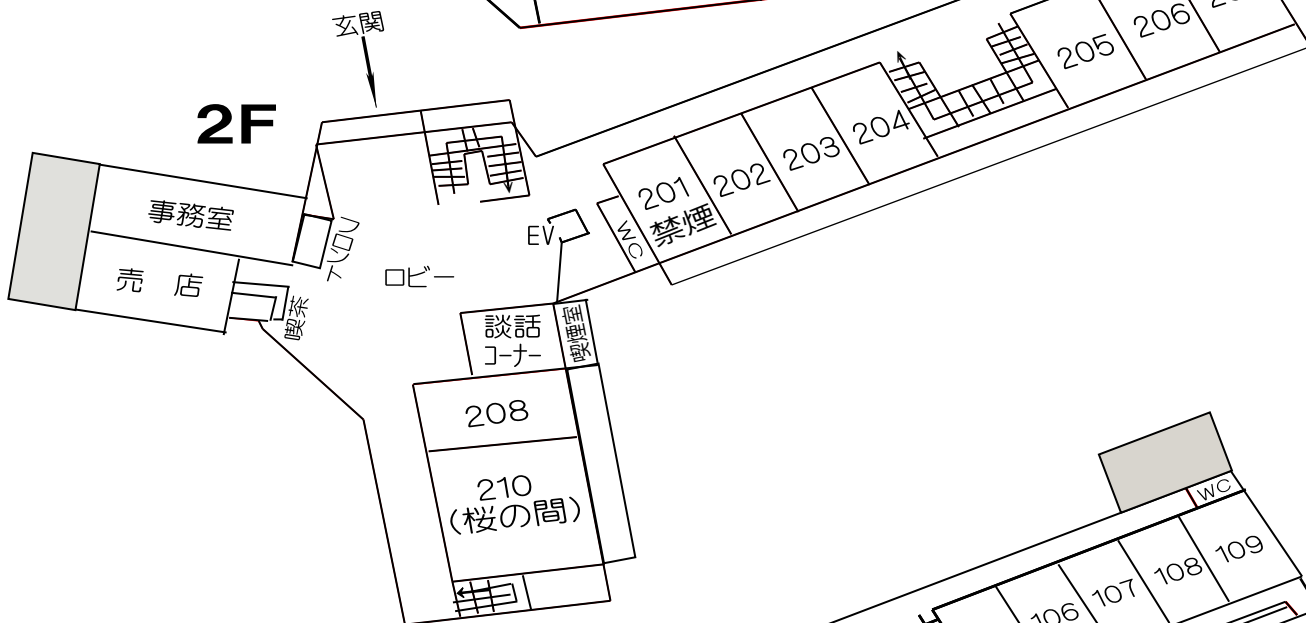 玄関
2F
事務室
フロント
売 店
喫茶
ロビー
EV
WC
201
禁煙
202
203
204
205
206
談話
コーナー
喫煙室
208
210
(桜の間)
WC
106
107
108
109